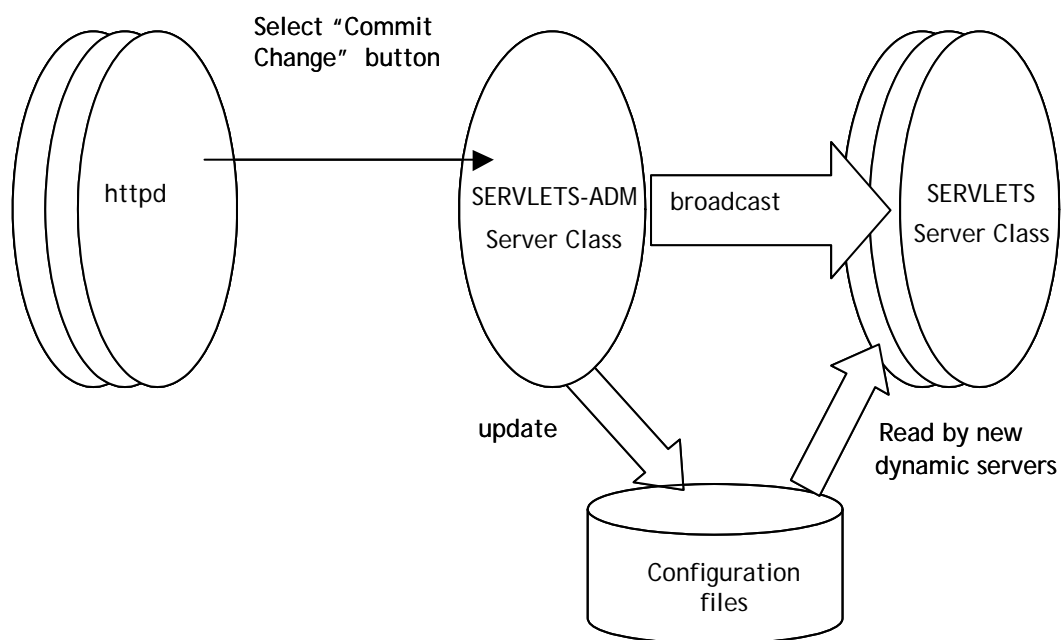 Select “Commit
Change” button
httpd
SERVLETS-ADM
Server Class
broadcast
SERVLETS
Server Class
update
Read by new
dynamic servers
Configuration
files